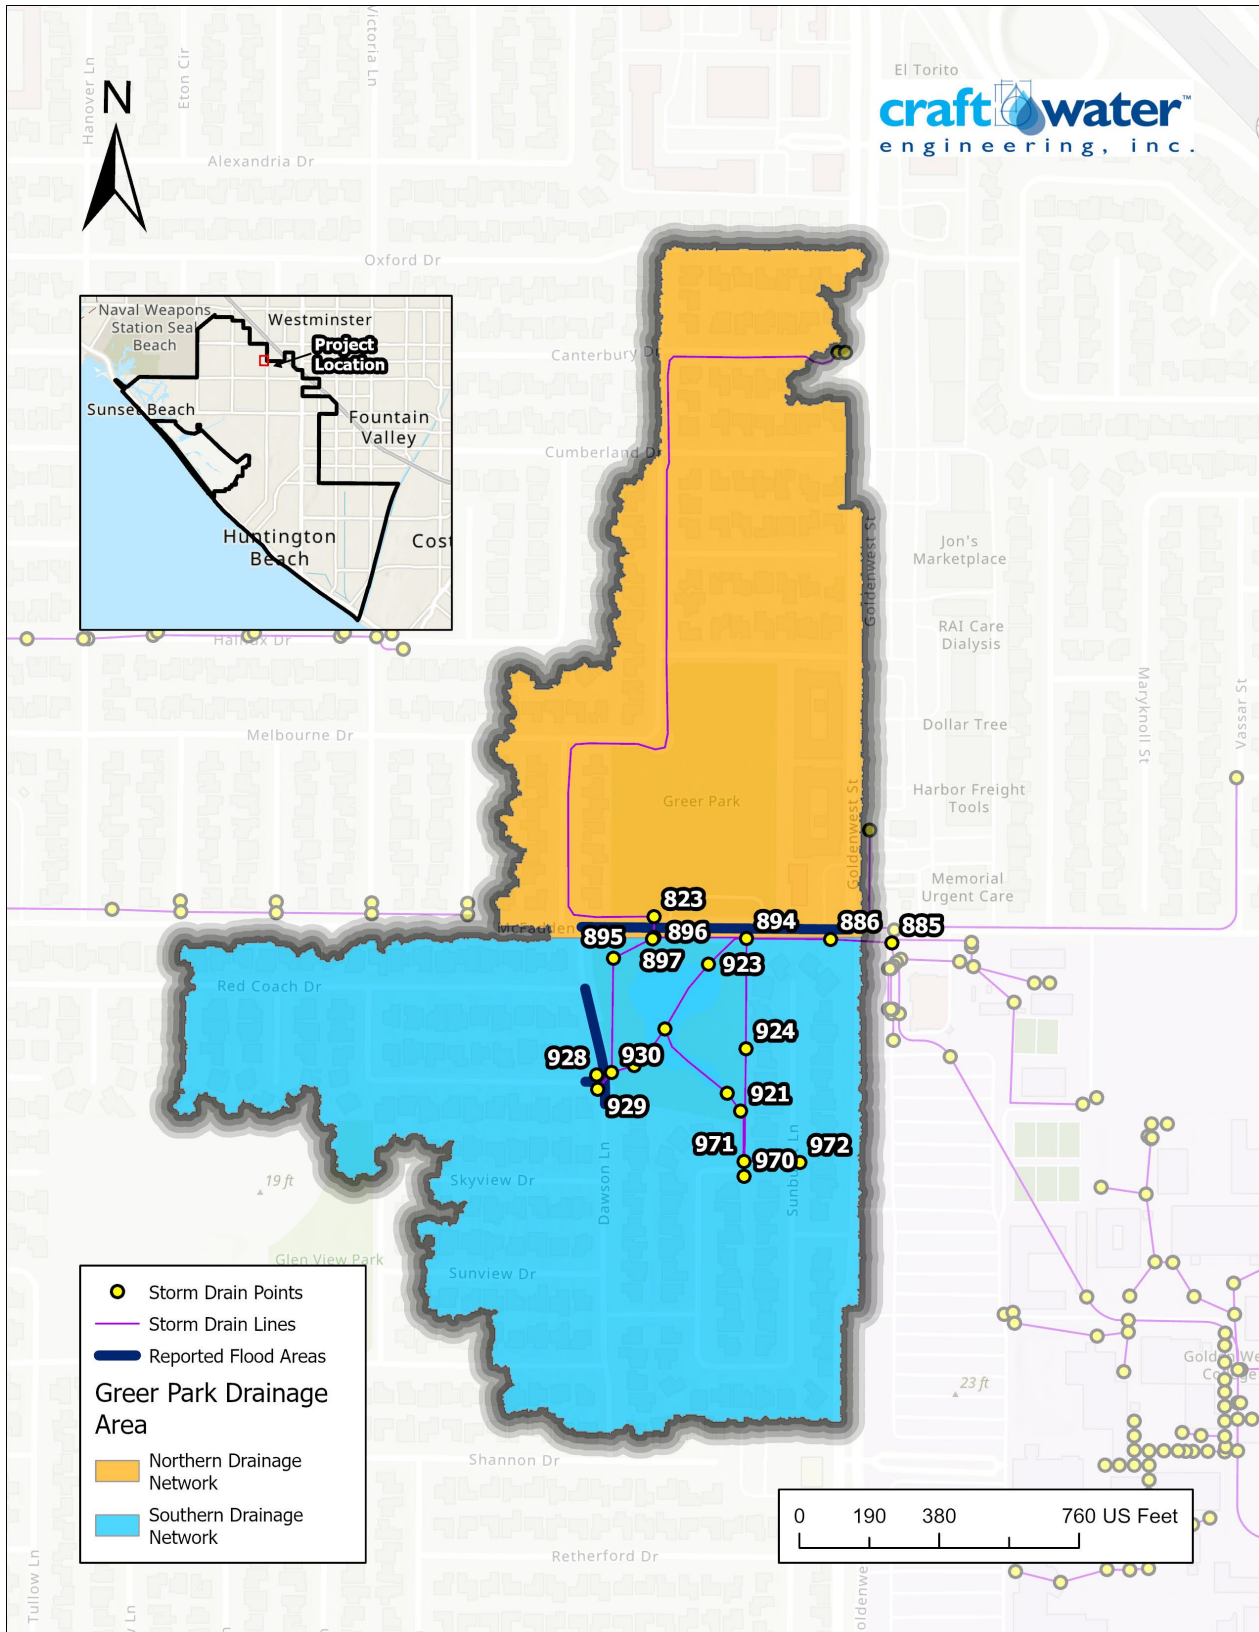 El Torito
craft water™
engineering, inc.
N
Hanover Ln
Eton Cir
Victoria Ln
Alexandria Dr
Oxford Dr
Canterbury Dr
Cumberland Dr
Naval Weapons
Station Seal
Beach
Westminster
Project
Location
Sunset Beach
Fountain
Valley
Huntington
Beach
Cost
Halifax Dr
Melbourne Dr
Goldenwest St
Jon's
Marketplace
RAI Care
Dialysis
Dollar Tree
Maryknoll St
Vassar St
Harbor Freight
Tools
Greer Park
Goldenwest St
Memorial
Urgent Care
McFadden
823
895
896
894
886
885
897
923
Red Coach Dr
924
928
930
929
921
971
970
972
19 ft
Skyview Dr
Dawson Ln
Glen View Park
Sunview Dr
23 ft
Shannon Dr
Retherford Dr
Tullow Ln
Storm Drain Points
Storm Drain Lines
Reported Flood Areas
Greer Park Drainage
Area
Northern Drainage
Network
Southern Drainage
Network
0 190 380 760 US Feet